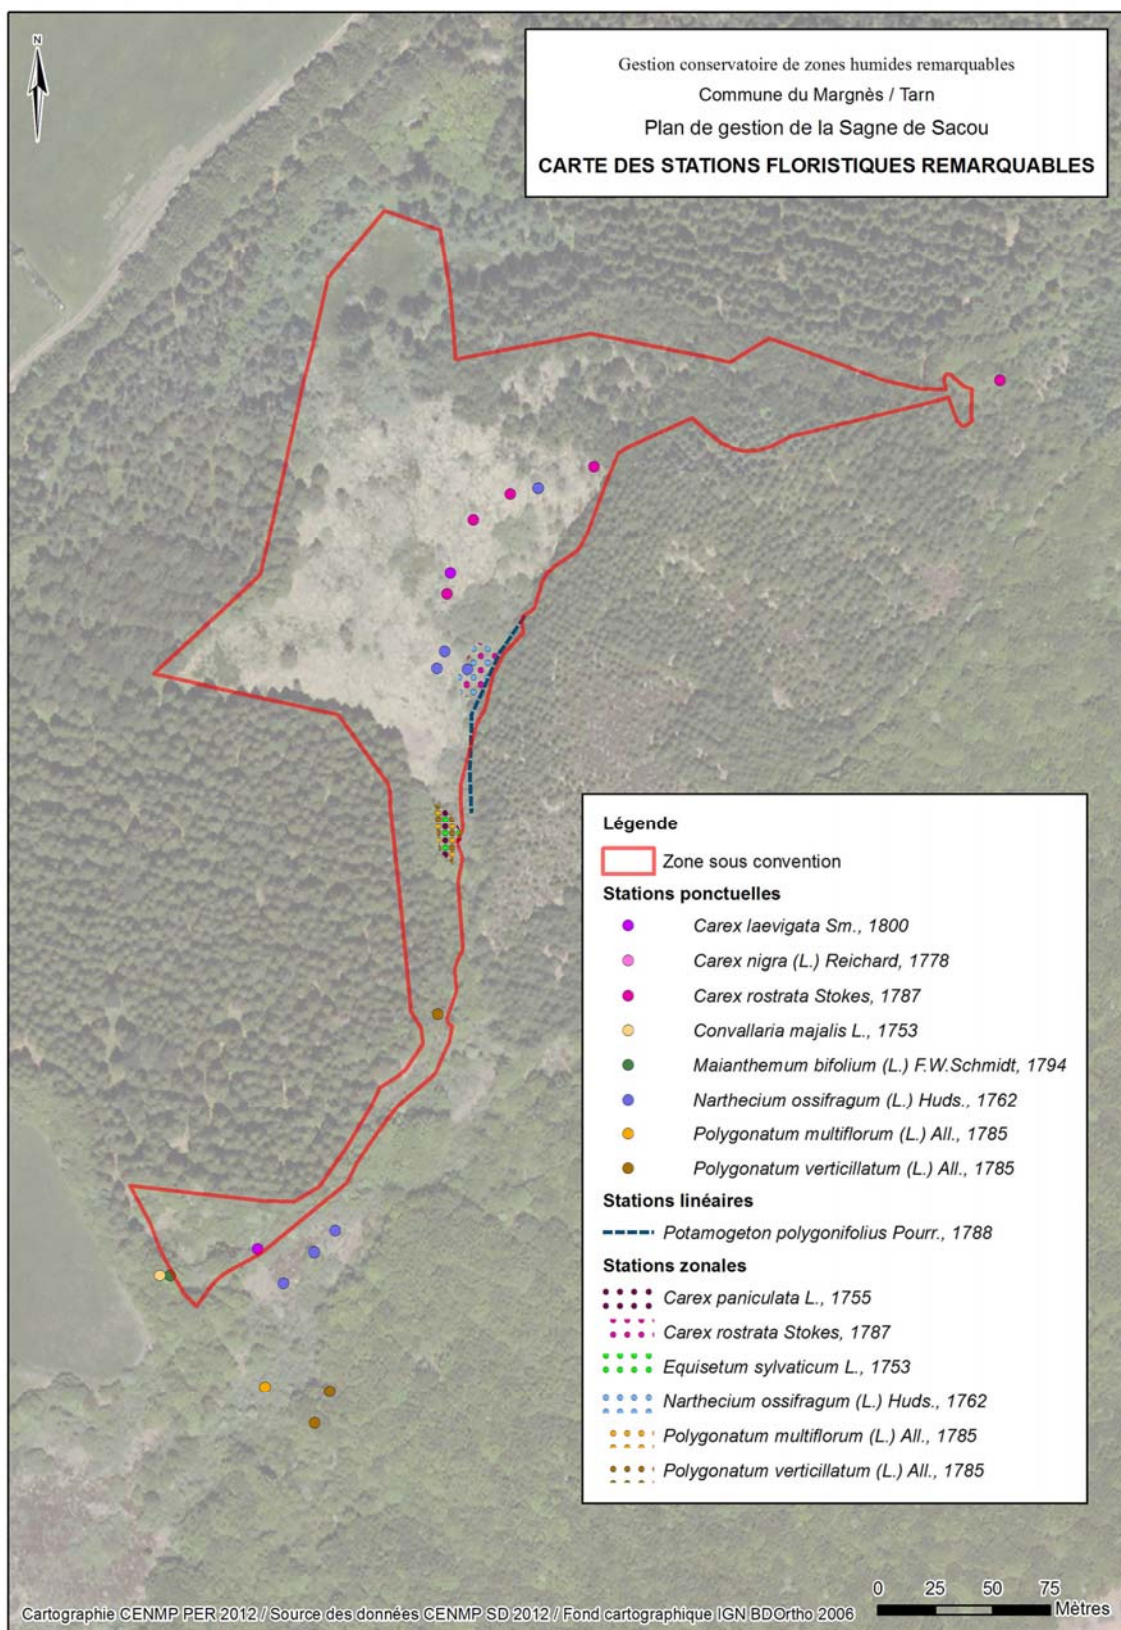 N
Gestion conservatoire de zones humides remarquables
Commune du Margnès / Tarn
Plan de gestion de la Sagne de Sacou
CARTE DES STATIONS FLORISTIQUES REMARQUABLES
Légende
Zone sous convention
Stations ponctuelles
Carex laevigata Sm., 1800
Carex nigra (L.) Reichard, 1778
Carex rostrata Stokes, 1787
Convallaria majalis L., 1753
Maianthemum bifolium (L.) F.W.Schmidt, 1794
Narthecium ossifragum (L.) Huds., 1762
Polygonatum multiflorum (L.) All., 1785
Polygonatum verticillatum (L.) All., 1785
Stations linéaires
Potamogeton polygonifolius Pourr., 1788
Stations zonales
Carex paniculata L., 1755
Carex rostrata Stokes, 1787
Equisetum sylvaticum L., 1753
Narthecium ossifragum (L.) Huds., 1762
Polygonatum multiflorum (L.) All., 1785
Polygonatum verticillatum (L.) All., 1785
0 25 50 75
Mètres
Cartographie CENMP PER 2012 / Source des données CENMP SD 2012 / Fond cartographique IGN BDOrtho 2006